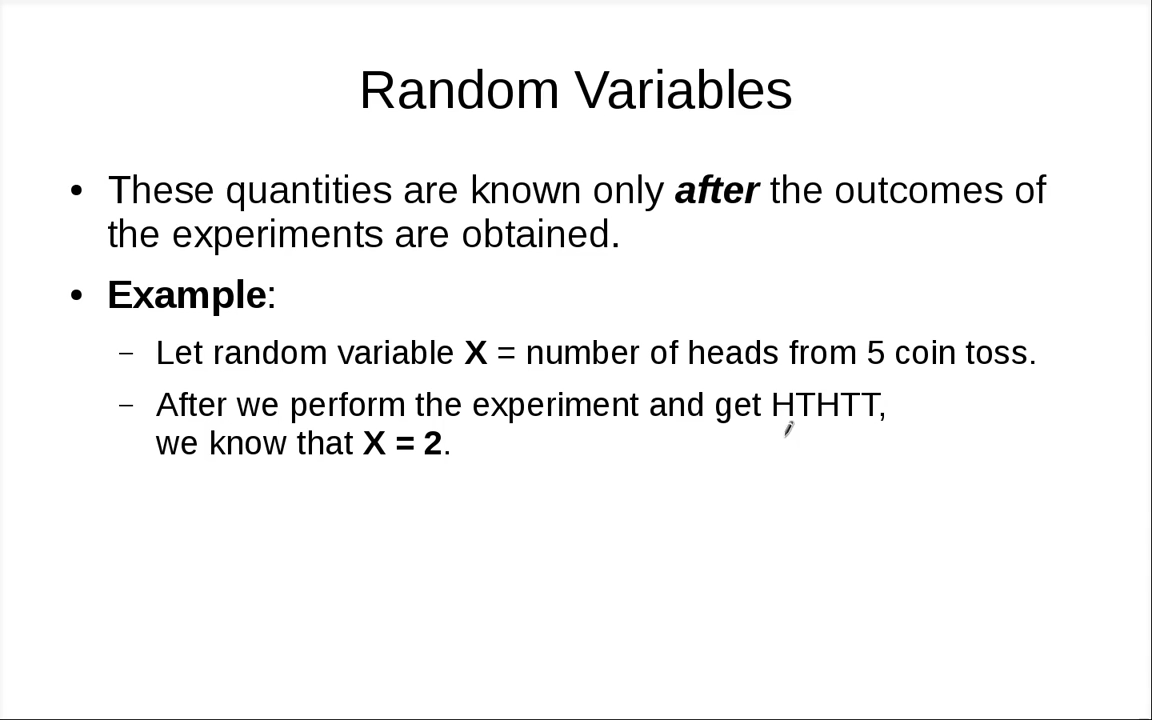 Random Variables
• These quantities are known only after the outcomes of
the experiments are obtained.
• Example:
– Let random variable X = number of heads from 5 coin toss.
– After we perform the experiment and get HTHTT,
we know that X = 2.